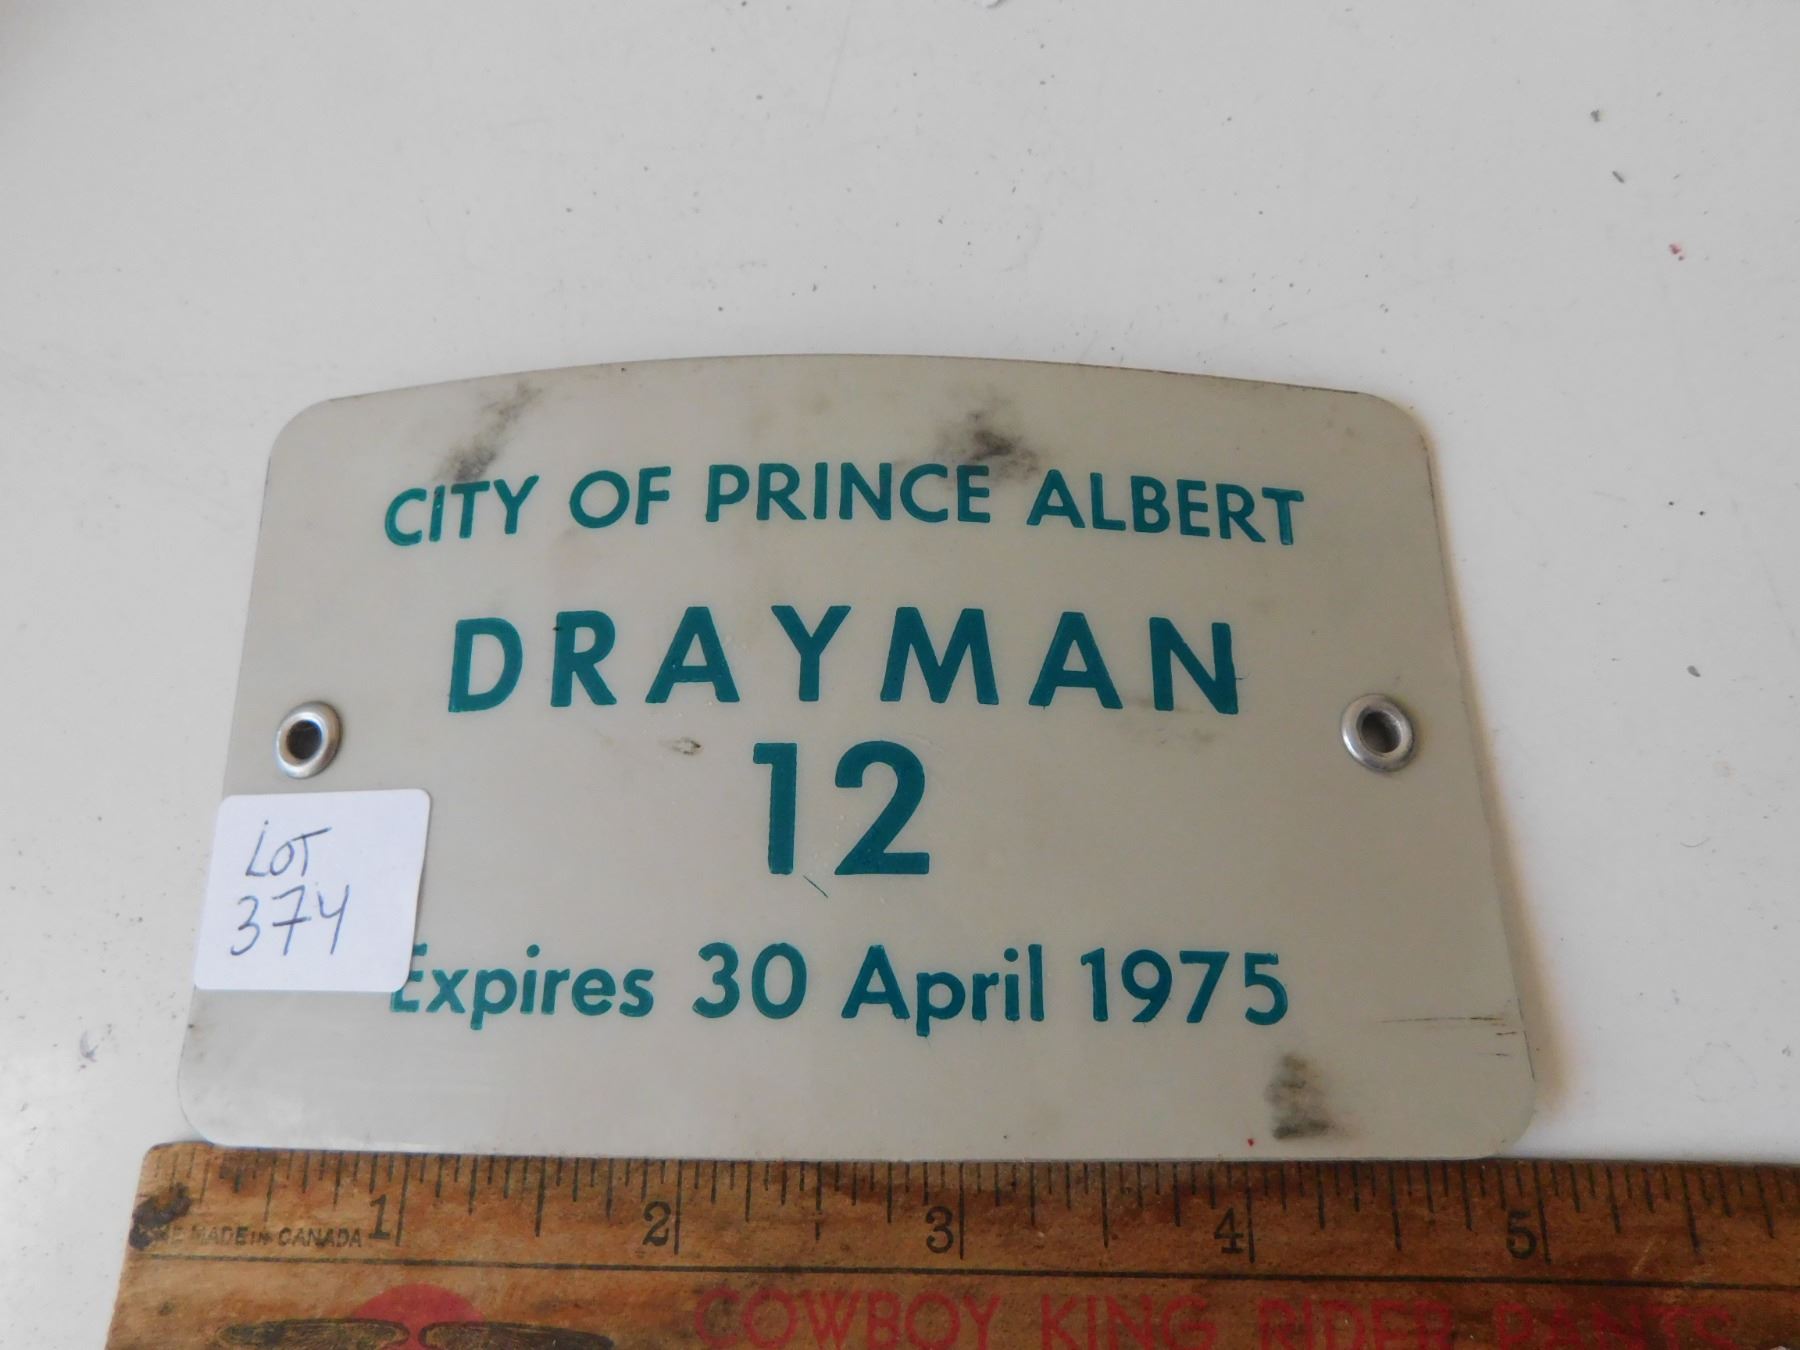 CITY OF PRINCE ALBERT
DRAYMAN
12
LOT
374
Expires 30 April 1975
1 2 3 4 5
MADE IN CANADA
COWBOY KING RIDER PANTS